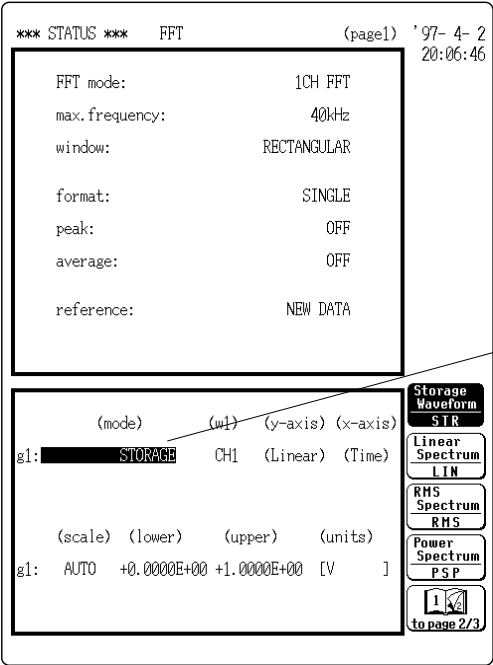 *** STATUS *** FFT (page1) '97- 4- 2
20:06:46
FFT mode: 1CH FFT
max.frequency: 40kHz
window: RECTANGULAR
format: SINGLE
peak: OFF
average: OFF
reference: NEW DATA
(mode) (w1) (y-axis) (x-axis)
g1: STORAGE CH1 (Linear) (Time)
(scale) (lower) (upper) (units)
g1: AUTO +0.0000E+00 +1.0000E+00 [V ]
Storage
Waveform
STR
Linear
Spectrum
LIN
RMS
Spectrum
RMS
Power
Spectrum
PSP
1 1/2
to page 2/3